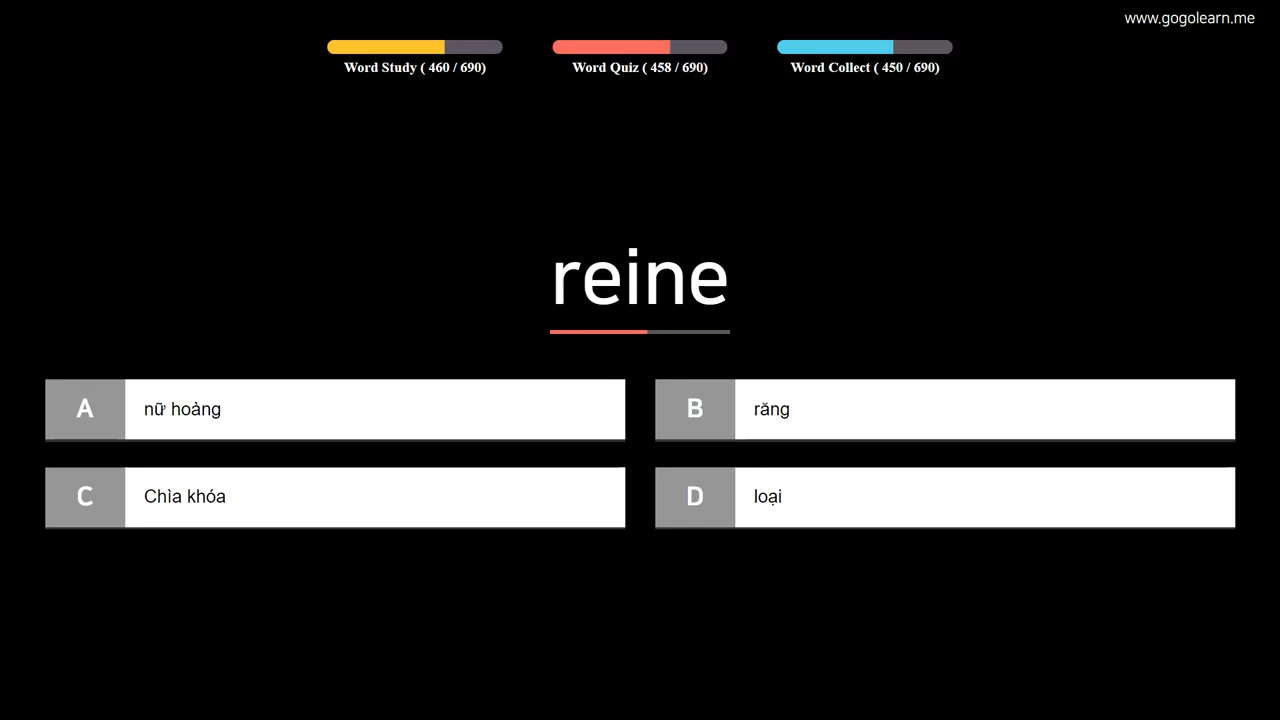 www.gogolearn.me
Word Study ( 460 / 690)
Word Quiz ( 458 / 690)
Word Collect ( 450 / 690)
reine
A nữ hoàng
B răng
C Chìa khóa
D loại